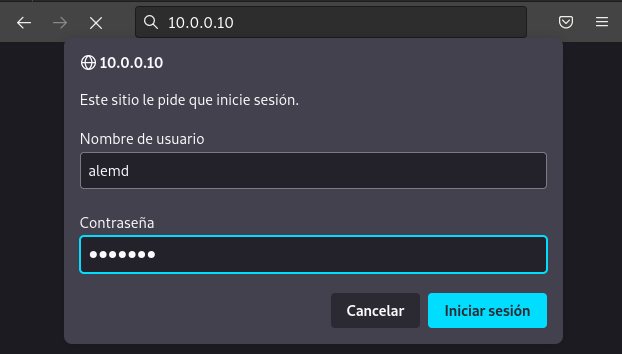 10.0.0.10
10.0.0.10
Este sitio le pide que inicie sesión.
Nombre de usuario
alemd
Contraseña
●●●●●●●
Cancelar Iniciar sesión